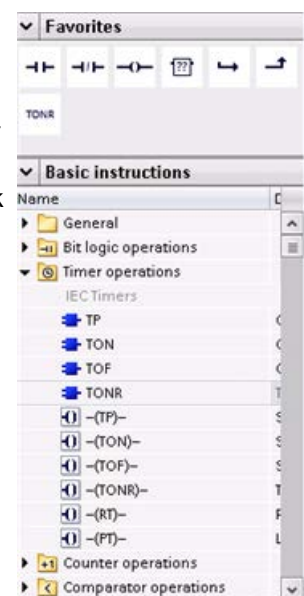 Favorites
??
TONR
Basic instructions
Name
General
Bit logic operations
Timer operations
IEC Timers
TP
TON
TOF
TONR
–(TP)–
–(TON)–
–(TOF)–
–(TONR)–
–(RT)–
–(PT)–
Counter operations
Comparator operations